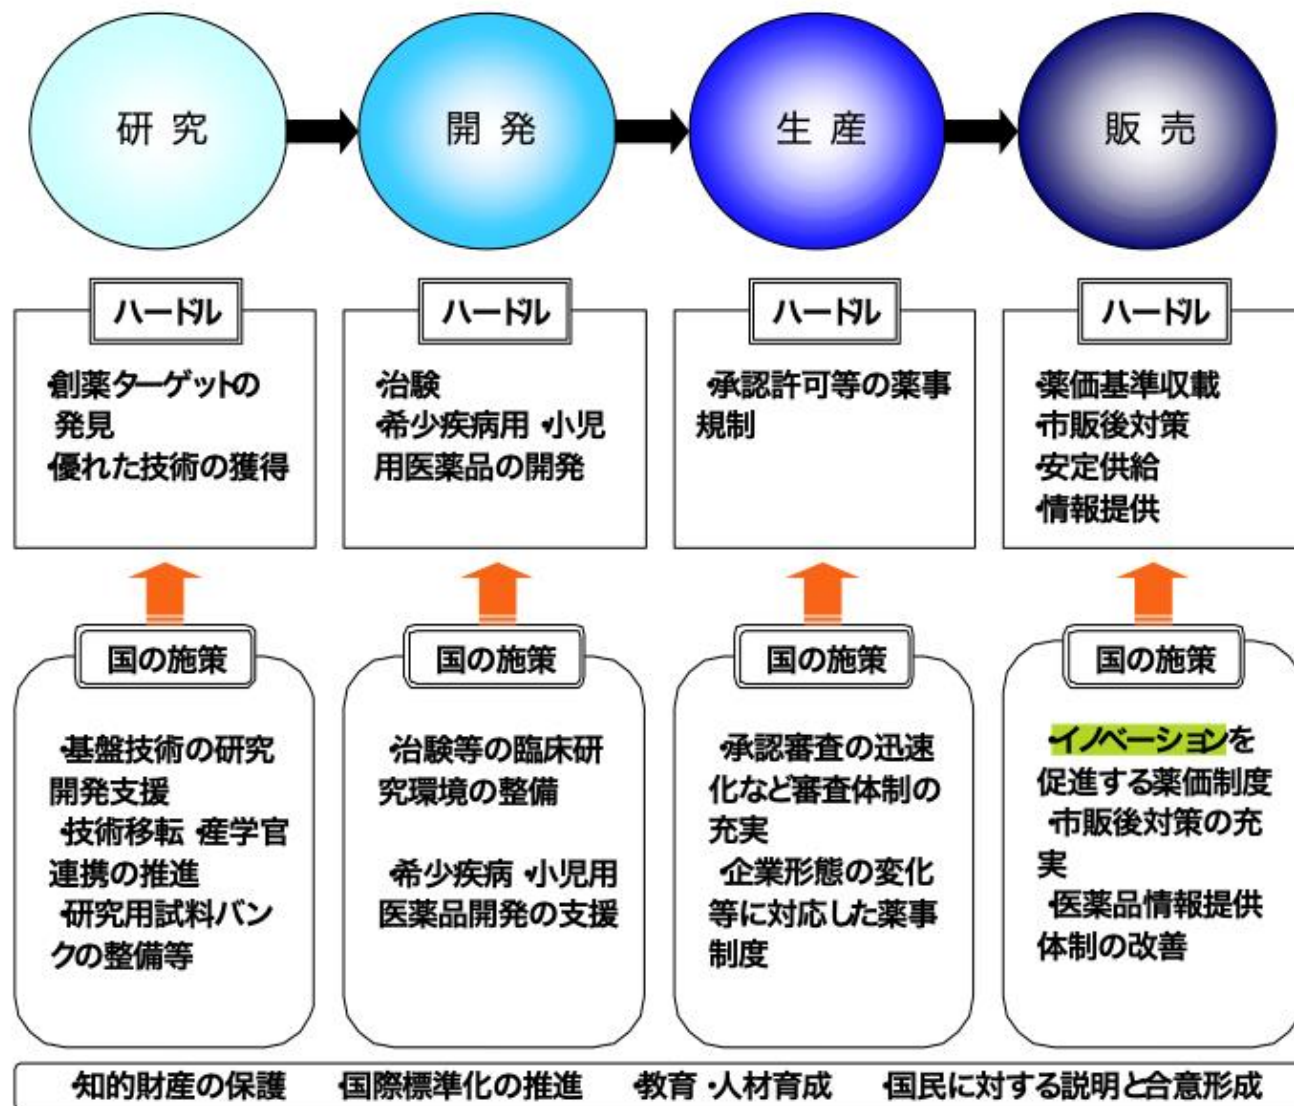 研究
開発
生産
販売
ハードル
・創薬ターゲットの
発見
・優れた技術の獲得
ハードル
・治験
・希少疾病用・小児
用医薬品の開発
ハードル
・承認許可等の薬事
規制
ハードル
・薬価基準収載
・市販後対策
・安定供給
・情報提供
国の施策
・基盤技術の研究
開発支援
・技術移転・産学官
連携の推進
・研究用試料バン
クの整備等
国の施策
・治験等の臨床研
究環境の整備
・希少疾病・小児用
医薬品開発の支援
国の施策
・承認審査の迅速
化など審査体制の
充実
・企業形態の変化
等に対応した薬事
制度
国の施策
・イノベーションを
促進する薬価制度
・市販後対策の充
実
・医薬品情報提供
体制の改善
・知的財産の保護 ・国際標準化の推進 ・教育・人材育成 ・国民に対する説明と合意形成